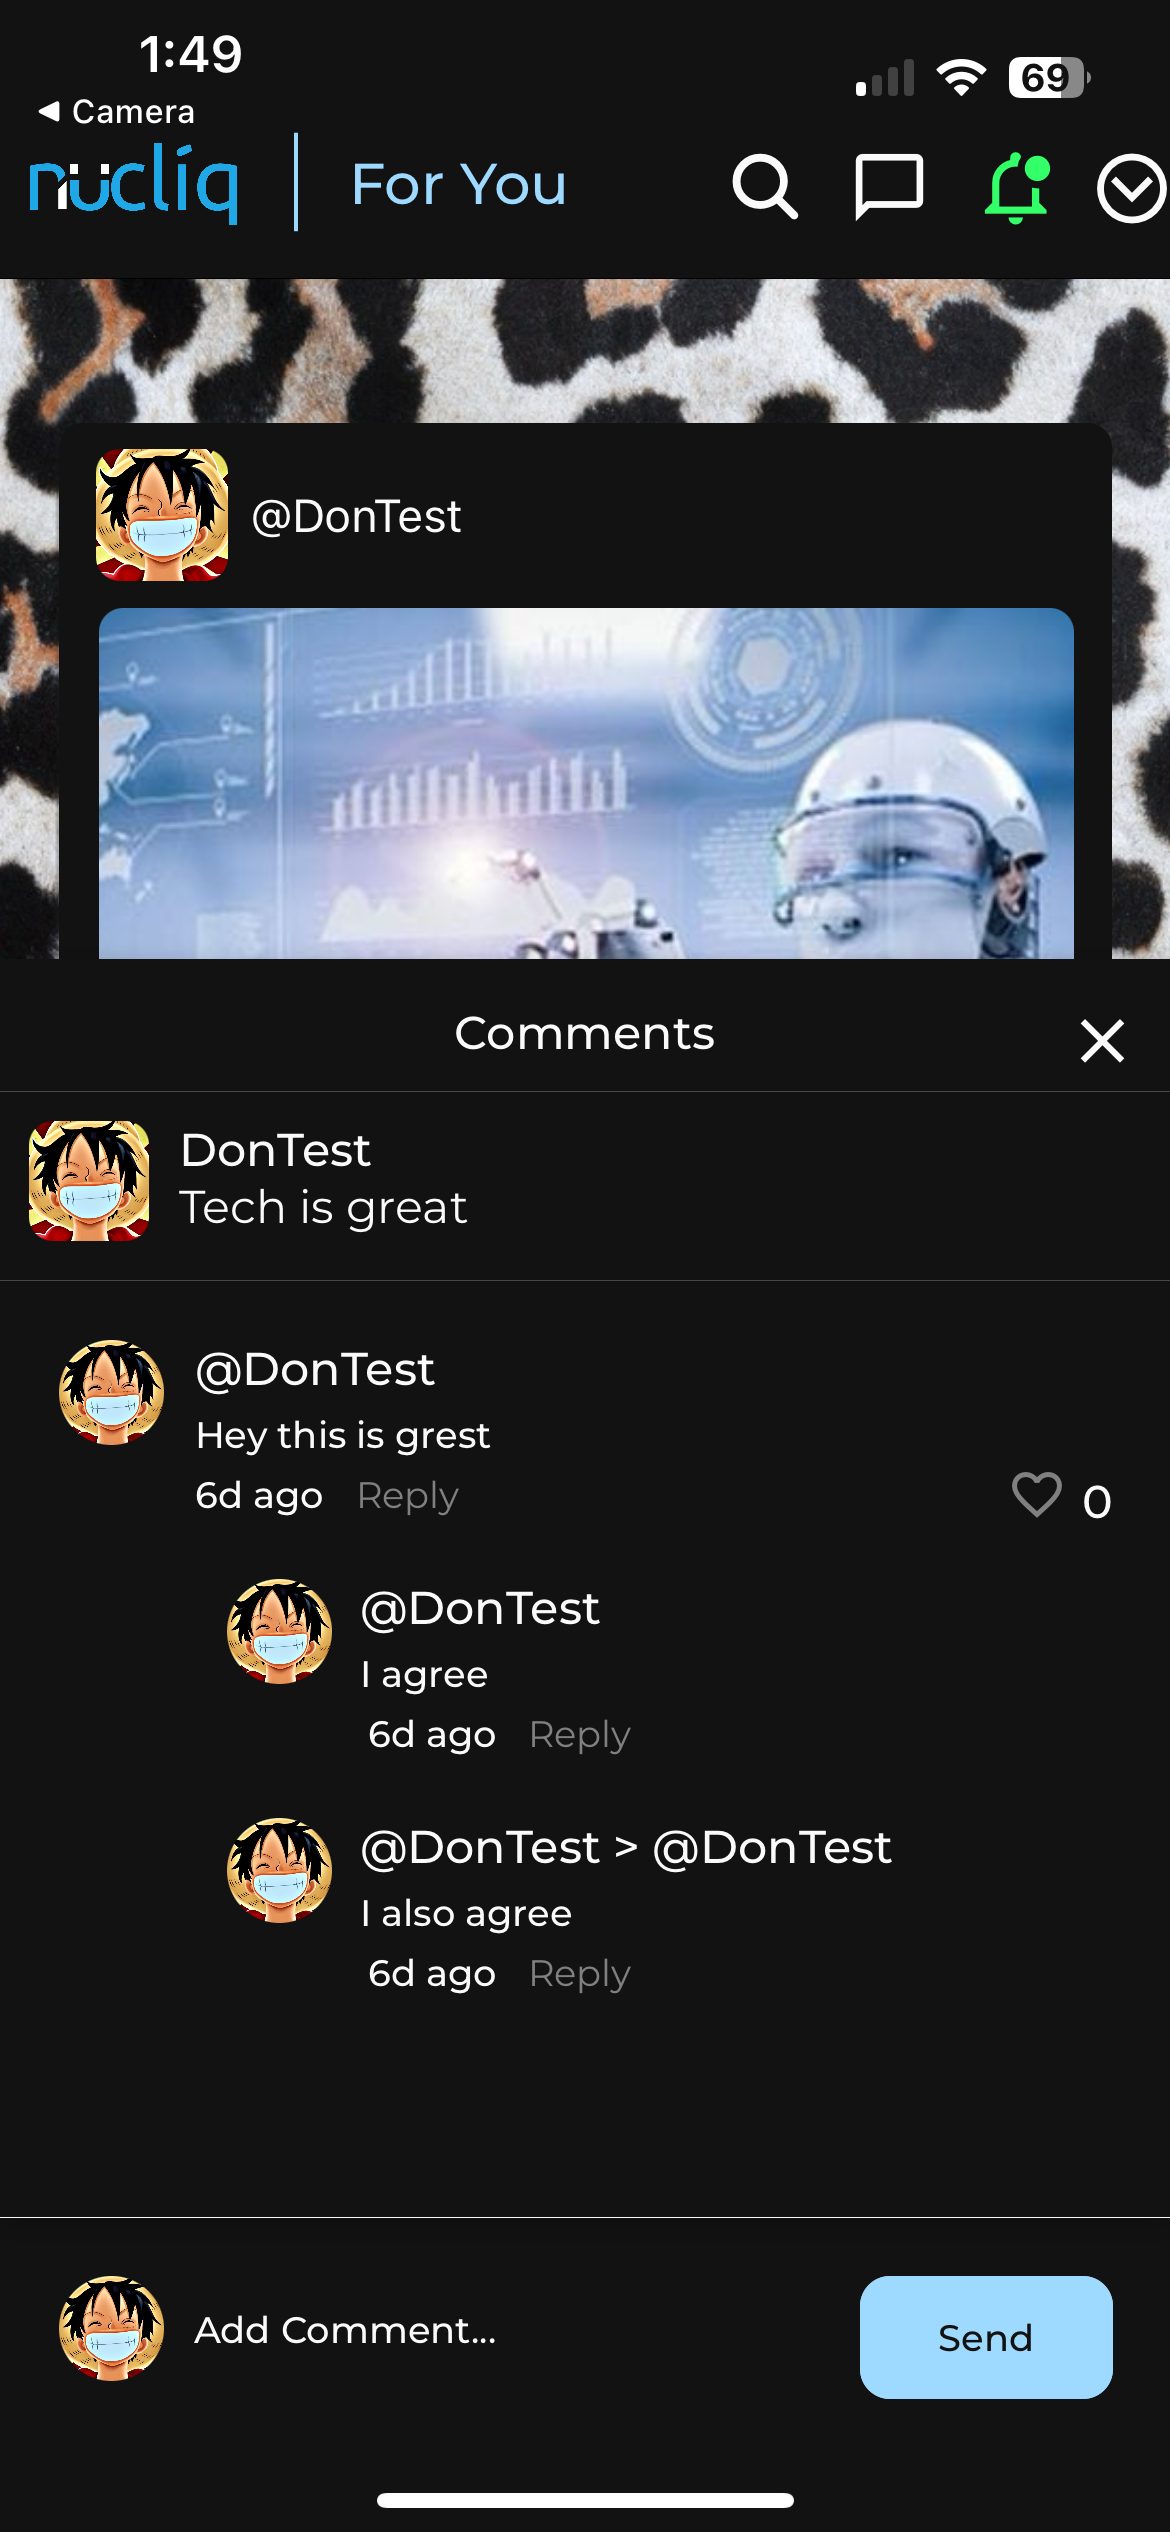 1:49
69
◀ Camera
nüclíq
For You
@DonTest
Comments
DonTest
Tech is great
@DonTest
Hey this is grest
6d ago Reply
0
@DonTest
I agree
6d ago Reply
@DonTest > @DonTest
I also agree
6d ago Reply
Add Comment...
Send